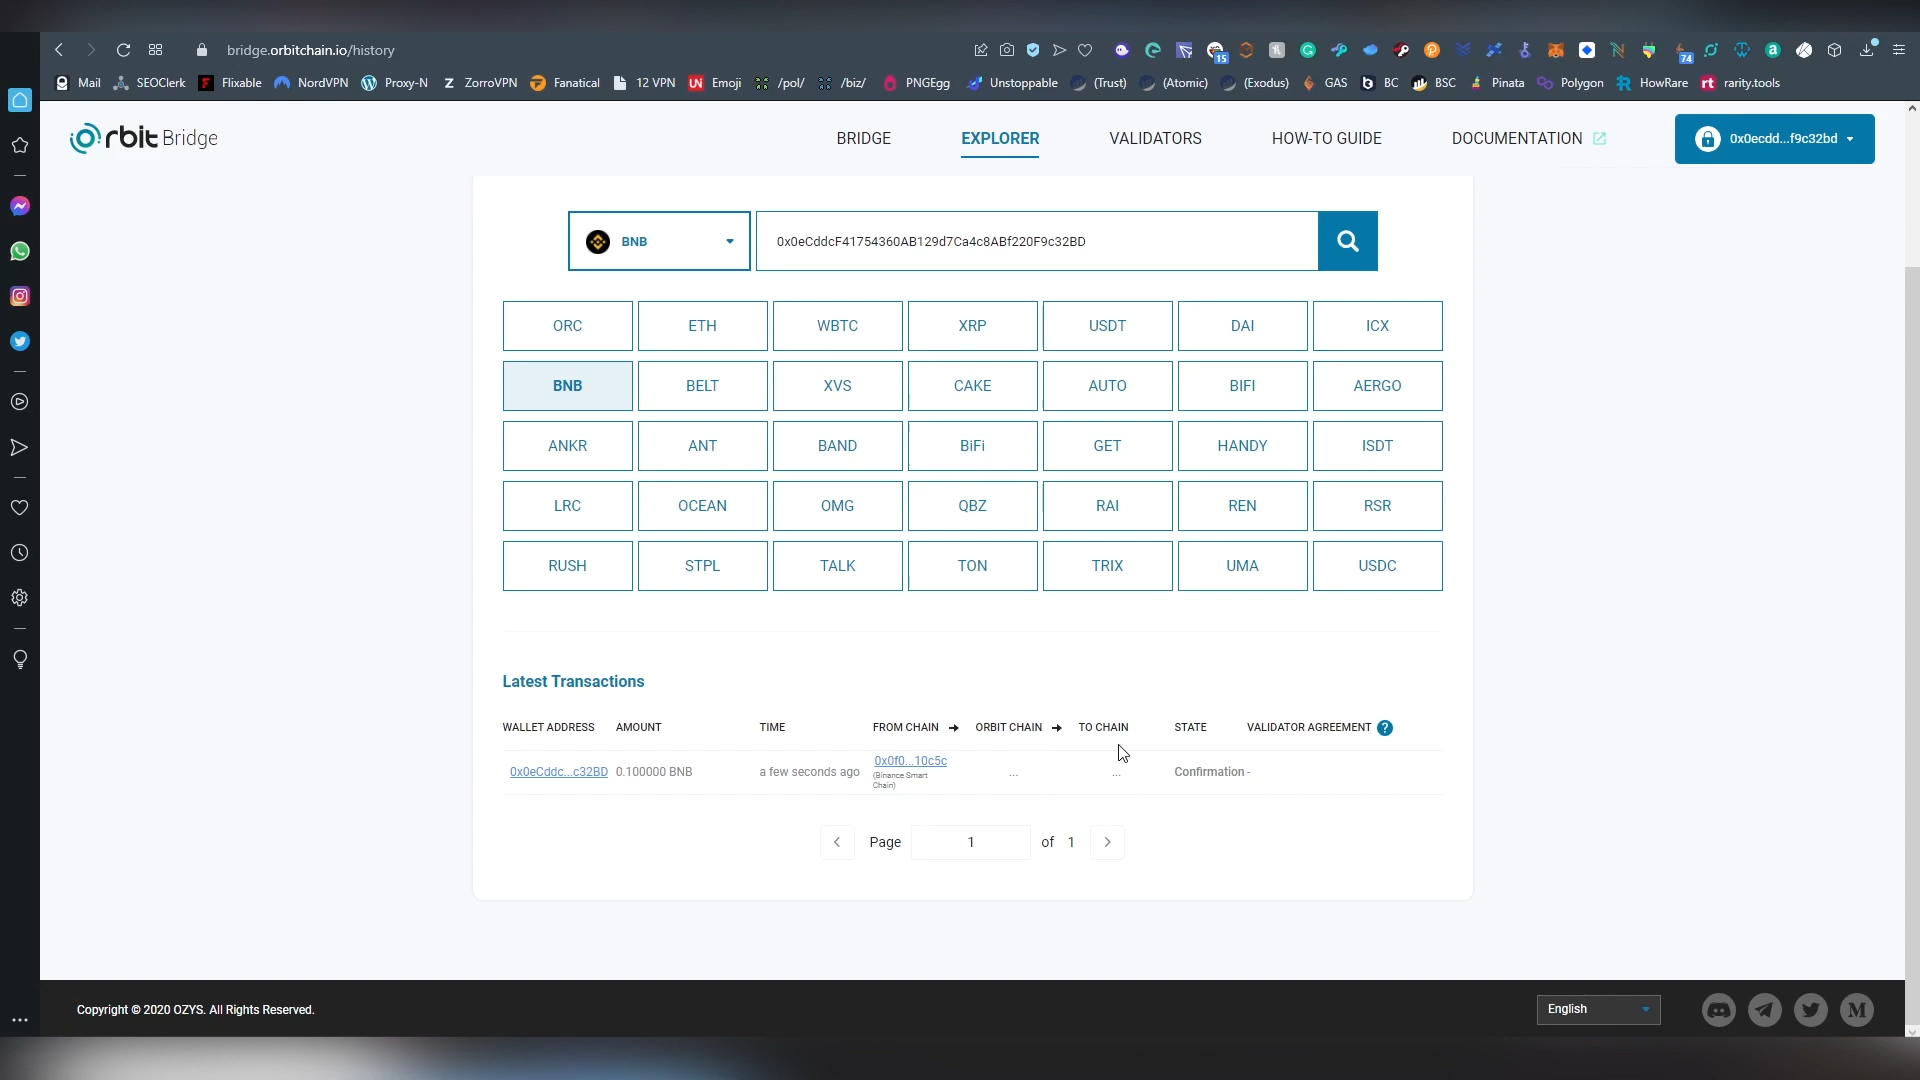 bridge.orbitchain.io/history
15
74
Mail SEOClerk Flixable NordVPN Proxy-N ZorroVPN Fanatical 12 VPN Emoji /pol/ /biz/ PNGEgg Unstoppable (Trust) (Atomic) (Exodus) GAS BC BSC Pinata Polygon HowRare rarity.tools
Orbit Bridge
BRIDGE EXPLORER VALIDATORS HOW-TO GUIDE DOCUMENTATION 0x0ecdd...f9c32bd
BNB 0x0eCddcF41754360AB129d7Ca4c8ABf220F9c32BD
ORC ETH WBTC XRP USDT DAI ICX
BNB BELT XVS CAKE AUTO BIFI AERGO
ANKR ANT BAND BiFi GET HANDY ISDT
LRC OCEAN OMG QBZ RAI REN RSR
RUSH STPL TALK TON TRIX UMA USDC
Latest Transactions
WALLET ADDRESS AMOUNT TIME FROM CHAIN → ORBIT CHAIN → TO CHAIN STATE VALIDATOR AGREEMENT ?
0x0eCddc...c32BD 0.100000 BNB a few seconds ago 0x0f0...10c5c ... ... Confirmation -
(Binance Smart
Chain)
< Page 1 of 1 >
Copyright © 2020 OZYS. All Rights Reserved. English